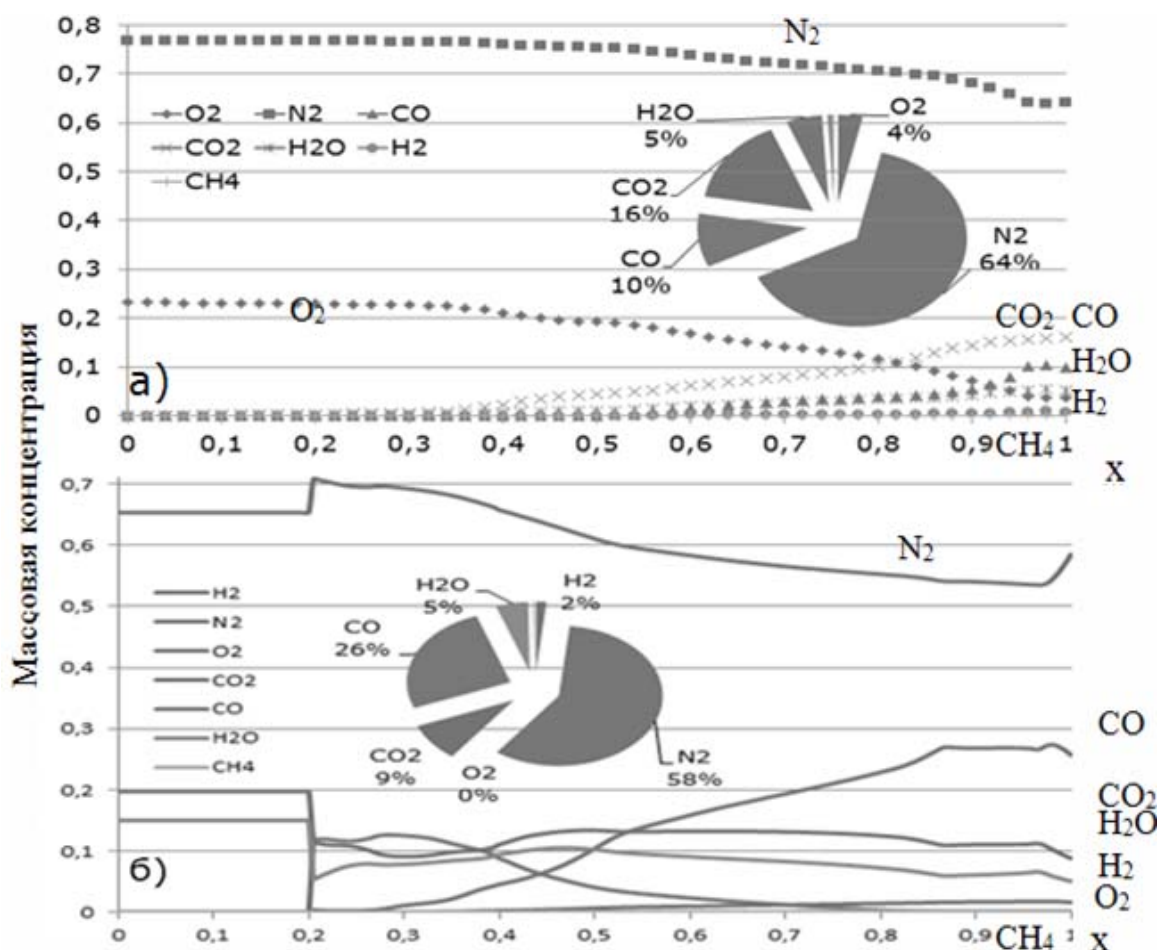 Массовая концентрация
0,8
0,7
0,6
0,5
0,4
0,3
0,2
0,1
0
N2
O2 N2 CO
CO2 H2O H2
CH4
H2O
5%
O2
4%
CO2
16%
CO
10%
N2
64%
O2
CO2 CO
H2O
H2
а)
0 0,1 0,2 0,3 0,4 0,5 0,6 0,7 0,8 0,9 CH4 1
x
0,7
0,6
0,5
0,4
0,3
0,2
0,1
0
N2
H2
N2
O2
CO2
CO
H2O
CH4
H2O
5%
H2
2%
CO
26%
CO2
9%
O2
0%
N2
58%
CO
CO2
H2O
H2
O2
б)
0 0,1 0,2 0,3 0,4 0,5 0,6 0,7 0,8 0,9 CH4 1 x